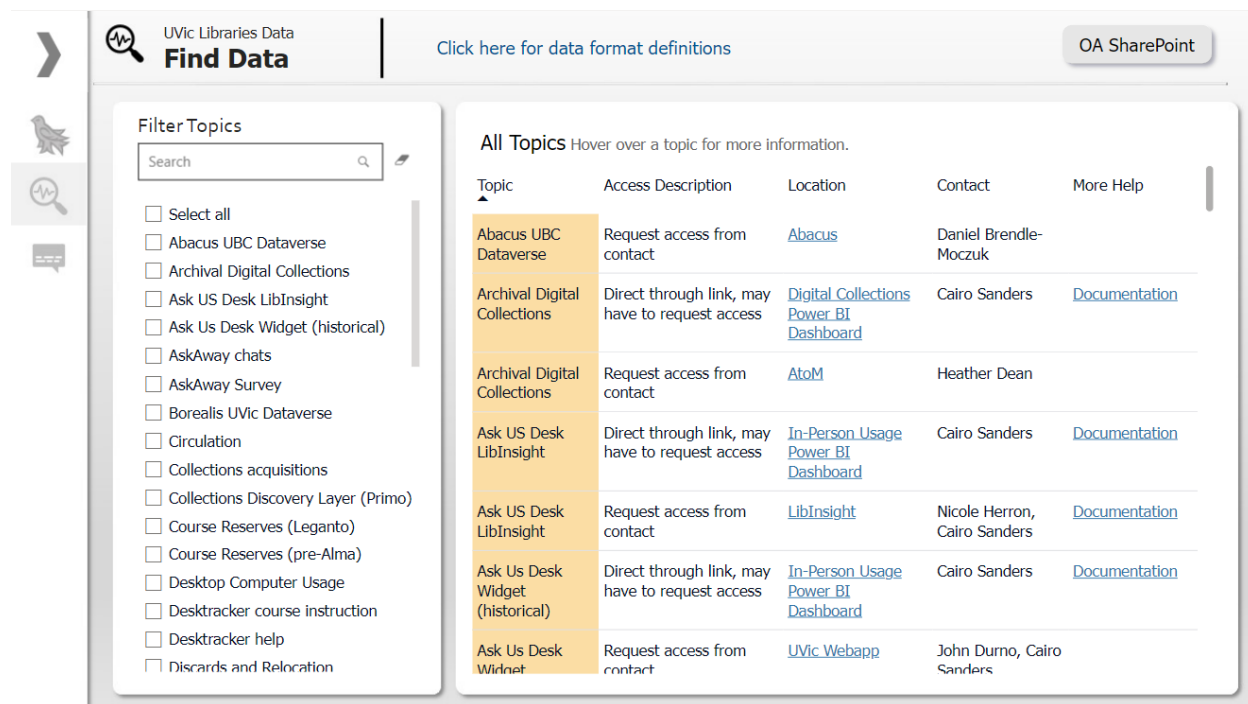 UVic Libraries Data
Find Data
Click here for data format definitions
OA SharePoint
Filter Topics
Search
Select all
Abacus UBC Dataverse
Archival Digital Collections
Ask US Desk LibInsight
Ask Us Desk Widget (historical)
AskAway chats
AskAway Survey
Borealis UVic Dataverse
Circulation
Collections acquisitions
Collections Discovery Layer (Primo)
Course Reserves (Leganto)
Course Reserves (pre-Alma)
Desktop Computer Usage
Desktracker course instruction
Desktracker help
Discards and Relocation
All Topics Hover over a topic for more information.
Topic Access Description Location Contact More Help
Abacus UBC Request access from Abacus Daniel Brendle-
Dataverse contact Moczuk
Archival Digital Direct through link, may Digital Collections Cairo Sanders Documentation
Collections have to request access Power BI
Dashboard
Archival Digital Request access from AtoM Heather Dean
Collections contact
Ask US Desk Direct through link, may In-Person Usage Cairo Sanders Documentation
LibInsight have to request access Power BI
Dashboard
Ask US Desk Request access from LibInsight Nicole Herron, Documentation
LibInsight contact Cairo Sanders
Ask Us Desk Direct through link, may In-Person Usage Cairo Sanders Documentation
Widget have to request access Power BI
(historical) Dashboard
Ask Us Desk Request access from UVic Webapp John Durno, Cairo
Widget contact Sanders